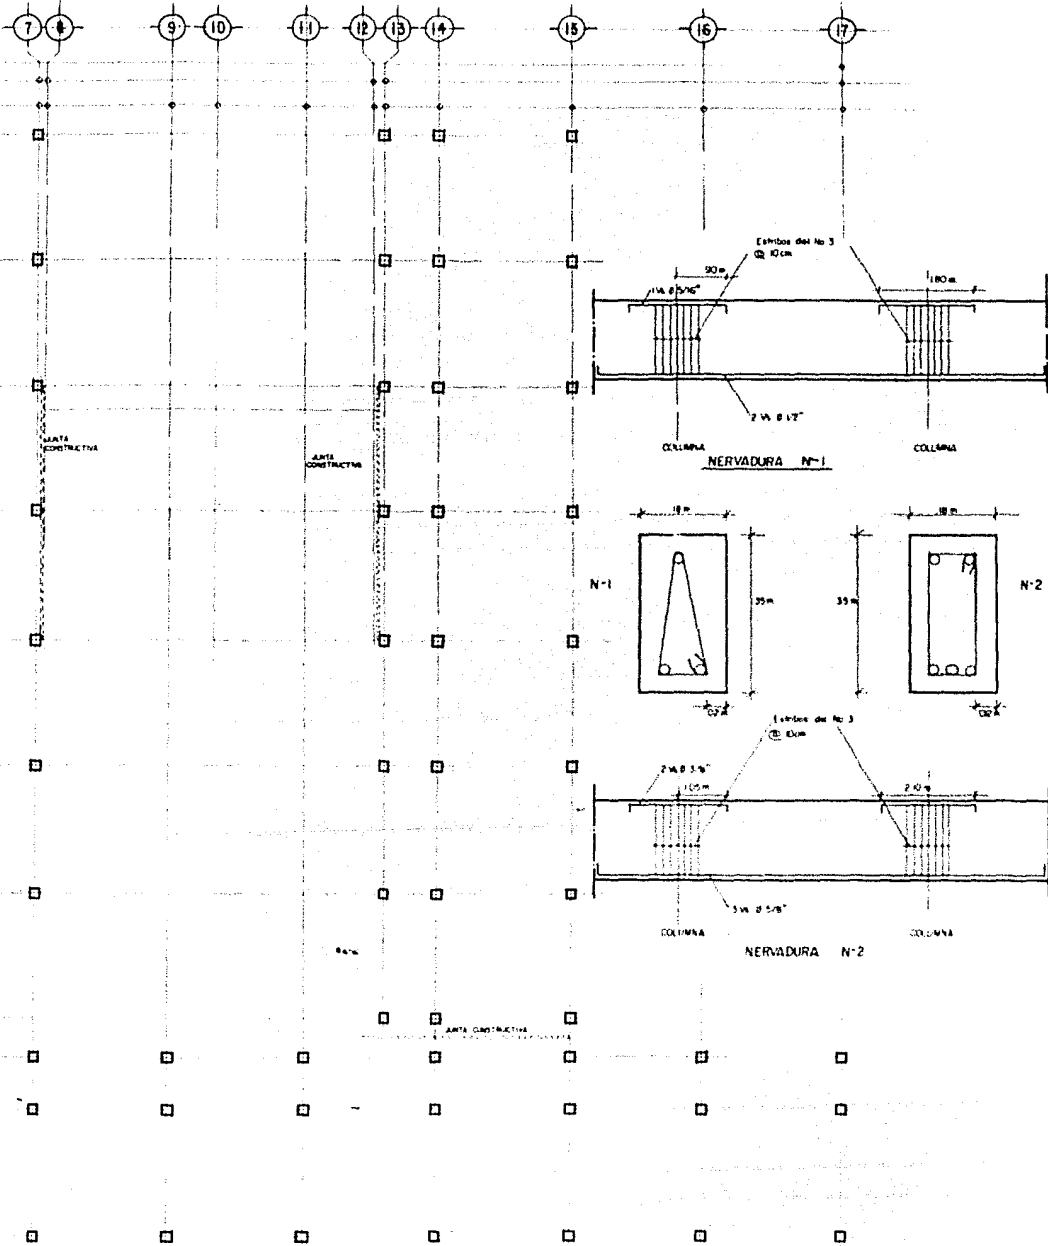 7 8 9 10 11 12 13 14 15 16 17
Estribos del No 3
@ 10cm
.90 m
1.80 m
1 Vs Ø 5/16"
2 Vs Ø 1/2"
COLUMNA
COLUMNA
NERVADURA N-1
JUNTA
CONSTRUCTIVA
JUNTA
CONSTRUCTIVA
18 m
18 m
N-1
35 m
35 m
N-2
.02 m
.02 m
Estribos del No 3
@ 10cm
2 Vs Ø 3/8"
1.05 m
2.10 m
3 Vs Ø 5/8"
COLUMNA
COLUMNA
NERVADURA N-2
JUNTA CONSTRUCTIVA